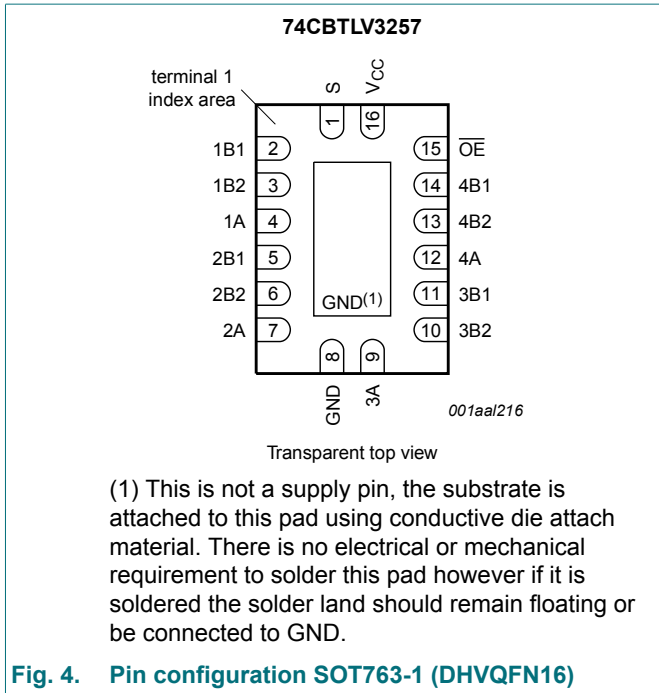 74CBTLV3257
terminal 1
index area
S
VCC
1
16
1B1 2
15 OE
1B2 3
14 4B1
1A 4
13 4B2
2B1 5
12 4A
2B2 6
GND(1)
11 3B1
2A 7
10 3B2
8
9
GND
3A
001aal216
Transparent top view
(1) This is not a supply pin, the substrate is
attached to this pad using conductive die attach
material. There is no electrical or mechanical
requirement to solder this pad however if it is
soldered the solder land should remain floating or
be connected to GND.
Fig. 4. Pin configuration SOT763-1 (DHVQFN16)